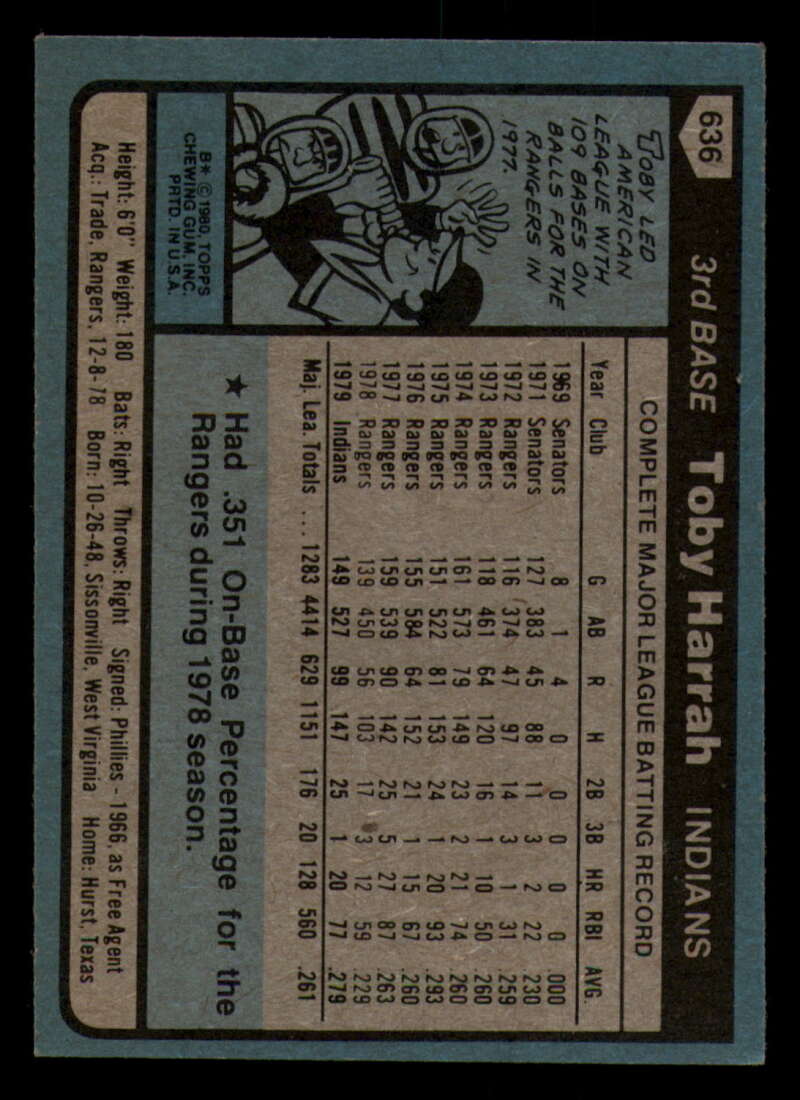 636 3rd BASE Toby Harrah INDIANS
TOBY LED
AMERICAN
LEAGUE WITH
109 BASES ON
BALLS FOR THE
RANGERS IN
1977.
B* © 1980, TOPPS
CHEWING GUM, INC.
PRTD. IN U.S.A.
COMPLETE MAJOR LEAGUE BATTING RECORD
Year Club G AB R H 2B 3B HR RBI AVG.
1969 Senators 8 1 4 0 0 0 0 0 .000
1971 Senators 127 383 45 88 11 3 2 22 .230
1972 Rangers 116 374 47 97 14 3 1 31 .259
1973 Rangers 118 461 64 120 16 1 10 50 .260
1974 Rangers 161 573 79 149 23 2 21 74 .260
1975 Rangers 151 522 81 153 24 1 20 93 .293
1976 Rangers 155 584 64 152 21 1 15 67 .260
1977 Rangers 159 539 90 142 25 5 27 87 .263
1978 Rangers 139 450 56 103 17 3 12 59 .229
1979 Indians 149 527 99 147 25 1 20 77 .279
Maj. Lea. Totals ... 1283 4414 629 1151 176 20 128 560 .261
★ Had .351 On-Base Percentage for the
Rangers during 1978 season.
Height: 6'0" Weight: 180 Bats: Right Throws: Right Signed: Phillies - 1966, as Free Agent
Acq.: Trade, Rangers, 12-8-78 Born: 10-26-48, Sissonville, West Virginia Home: Hurst, Texas